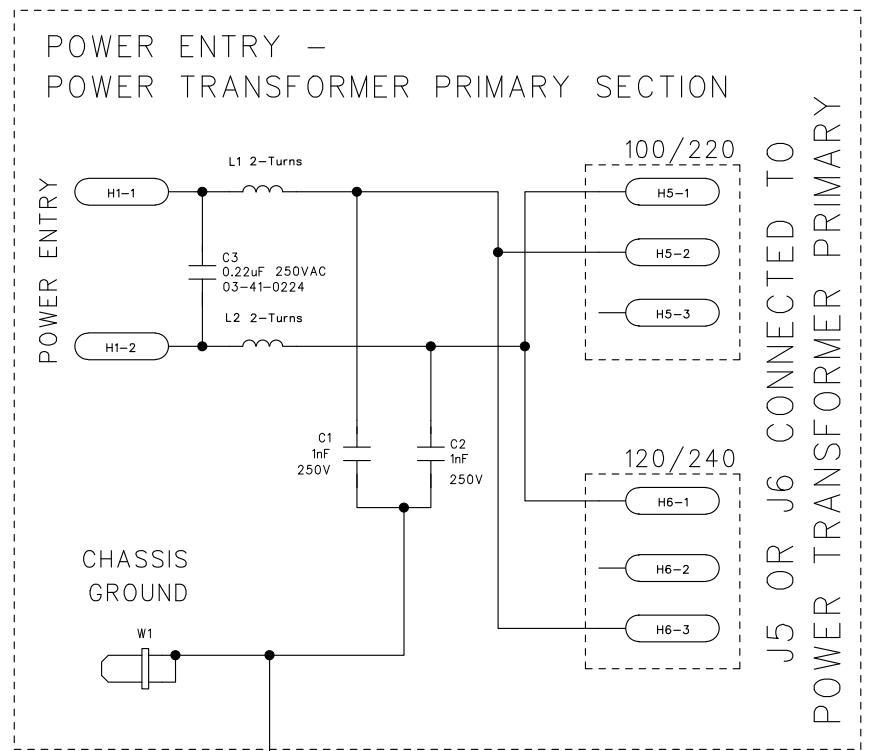 POWER ENTRY –
POWER TRANSFORMER PRIMARY SECTION
POWER ENTRY
H1-1
L1 2-Turns
C3
0.22uF 250VAC
03-41-0224
L2 2-Turns
H1-2
100/220
H5-1
H5-2
H5-3
C1
1nF
250V
C2
1nF
250V
120/240
H6-1
H6-2
H6-3
CHASSIS
GROUND
W1
J5 OR J6 CONNECTED TO
POWER TRANSFORMER PRIMARY